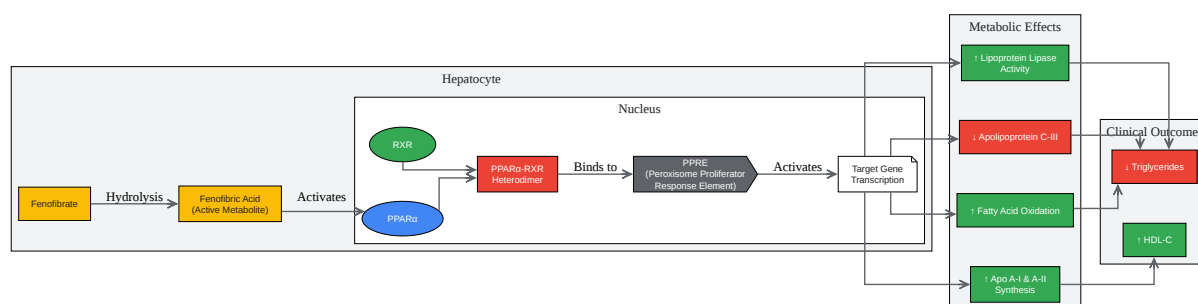 Metabolic Effects
↑ Lipoprotein Lipase
Activity
Hepatocyte
Nucleus
RXR
↓ Apolipoprotein C-III
Clinical Outcome
PPARα-RXR
Heterodimer
Binds to
PPRE
(Peroxisome Proliferator
Response Element)
Activates
Target Gene
Transcription
↓ Triglycerides
Fenofibrate
Hydrolysis
Fenofibric Acid
(Active Metabolite)
Activates
PPARα
↑ Fatty Acid Oxidation
↑ HDL-C
↑ Apo A-I & A-II
Synthesis